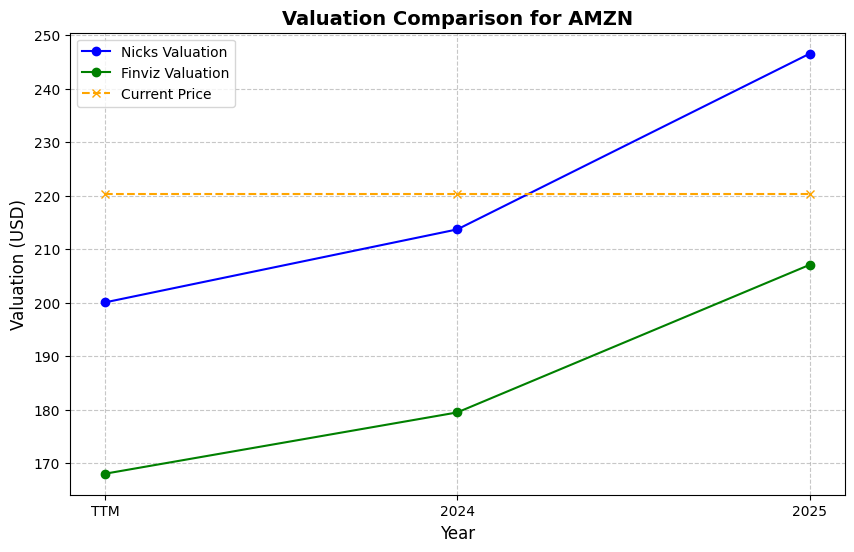 Valuation Comparison for AMZN
Nicks Valuation
Finviz Valuation
Current Price
Valuation (USD)
250
240
230
220
210
200
190
180
170
TTM
2024
2025
Year